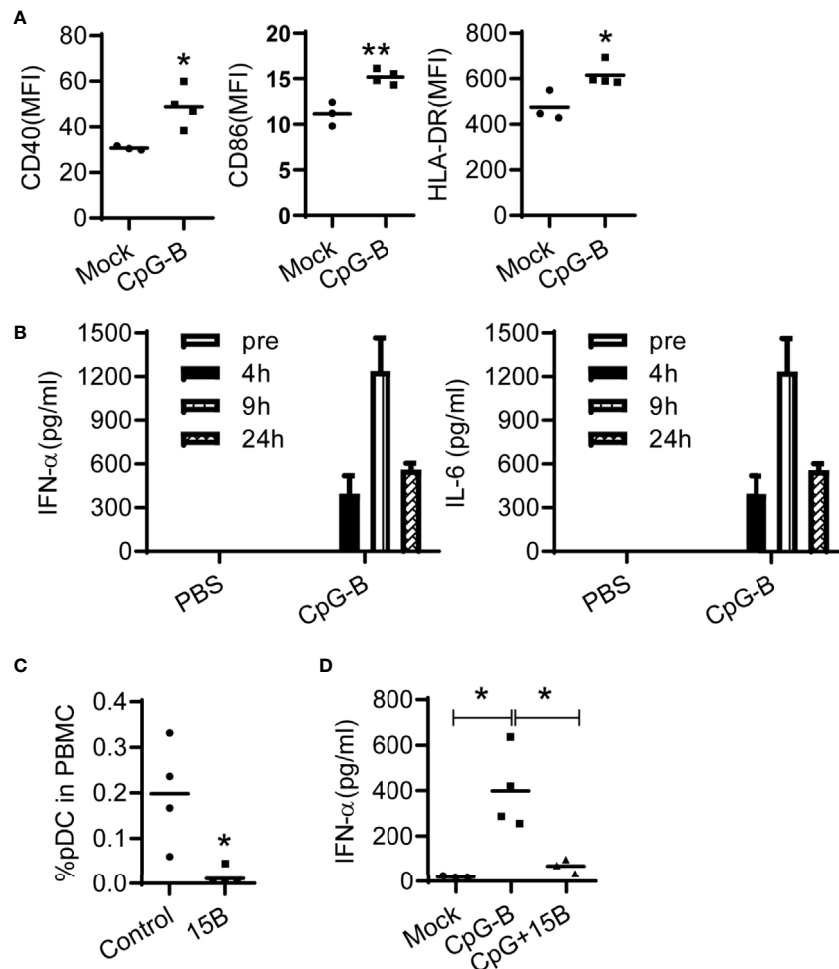 A
CD40(MFI)
80
60
40
20
0
*
Mock
CpG-B
CD86(MFI)
20
15
10
5
0
**
Mock
CpG-B
HLA-DR(MFI)
800
600
400
200
0
*
Mock
CpG-B
B
IFN-α(pg/ml)
1500
1200
900
600
300
0
pre
4h
9h
24h
PBS
CpG-B
IL-6 (pg/ml)
1500
1200
900
600
300
0
pre
4h
9h
24h
PBS
CpG-B
C
%pDC in PBMC
0.4
0.3
0.2
0.1
0.0
*
Control
15B
D
IFN-α(pg/ml)
800
600
400
200
0
*
*
Mock
CpG-B
CpG+15B